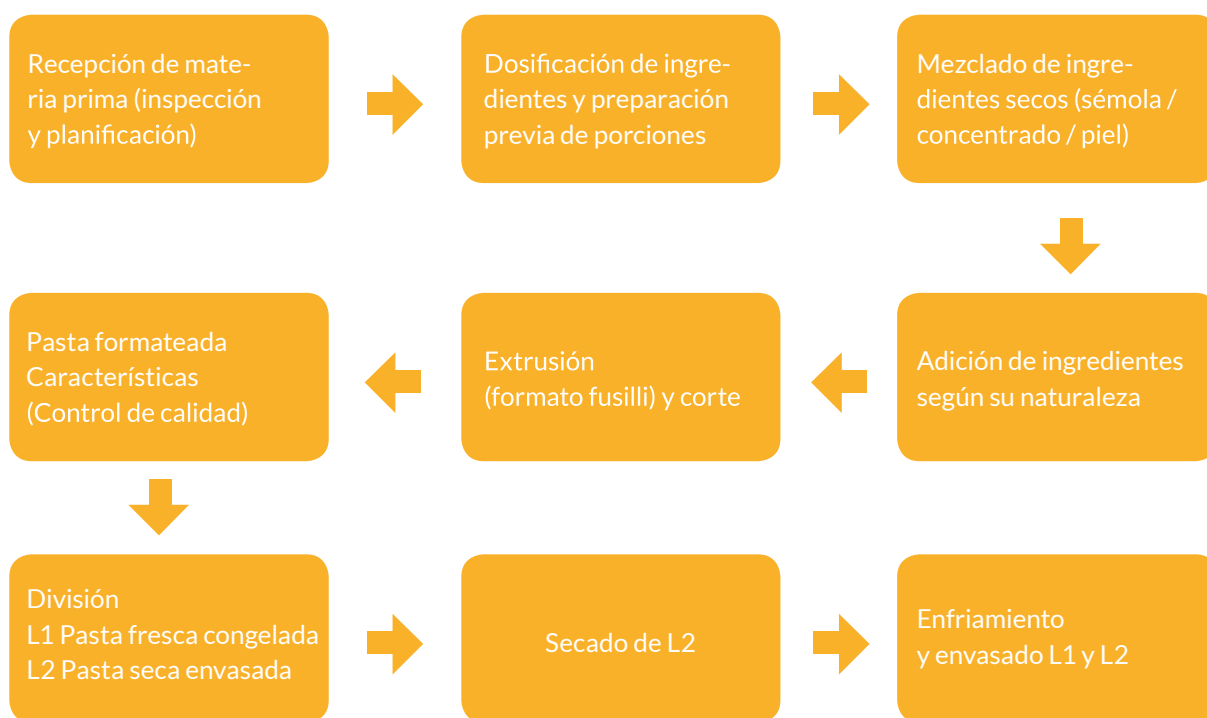 Recepción de mate-
ria prima (inspección
y planificación)
Dosificación de ingre-
dientes y preparación
previa de porciones
Mezclado de ingre-
dientes secos (sémola /
concentrado / piel)
Adición de ingredientes
según su naturaleza
Extrusión
(formato fusilli) y corte
Pasta formateada
Características
(Control de calidad)
División
L1 Pasta fresca congelada
L2 Pasta seca envasada
Secado de L2
Enfriamiento
y envasado L1 y L2